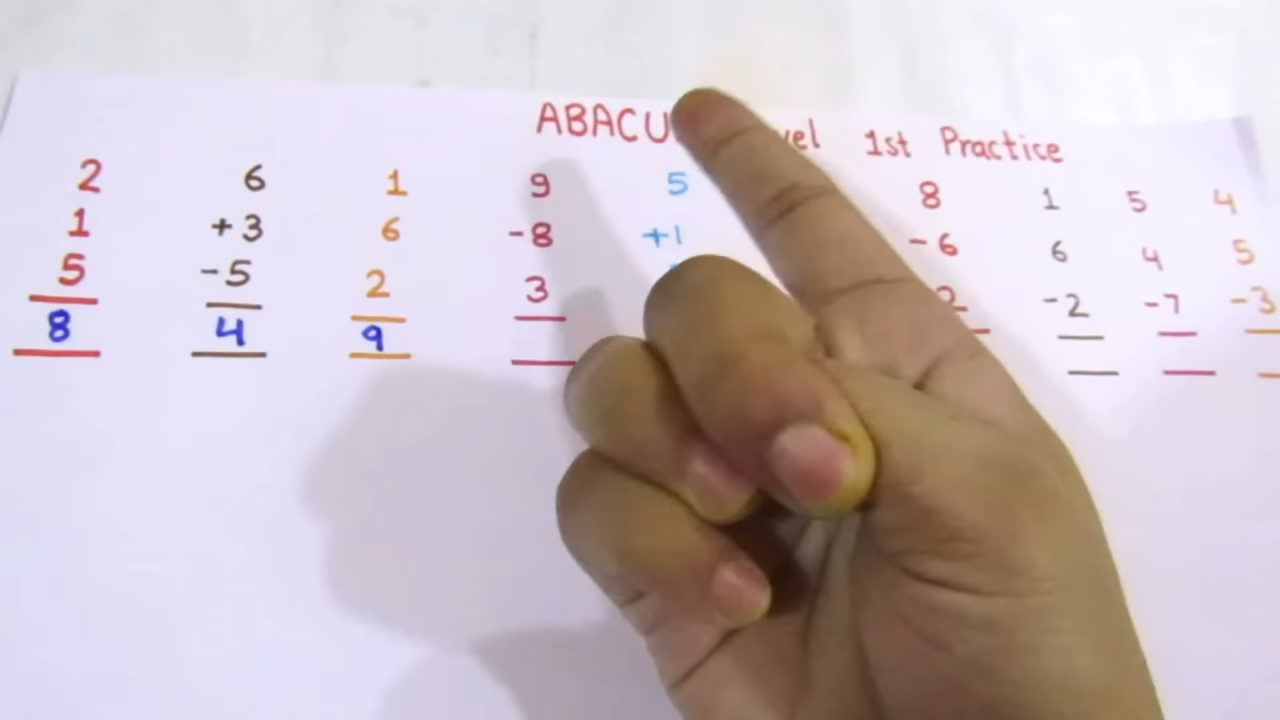 ABACU vel 1st Practice
2 6 1 9 5 8 1 5 4
1 +3 6 -8 +1 -6 6 4 5
5 -5 2 3 2 -2 -7 -3
8 4 9